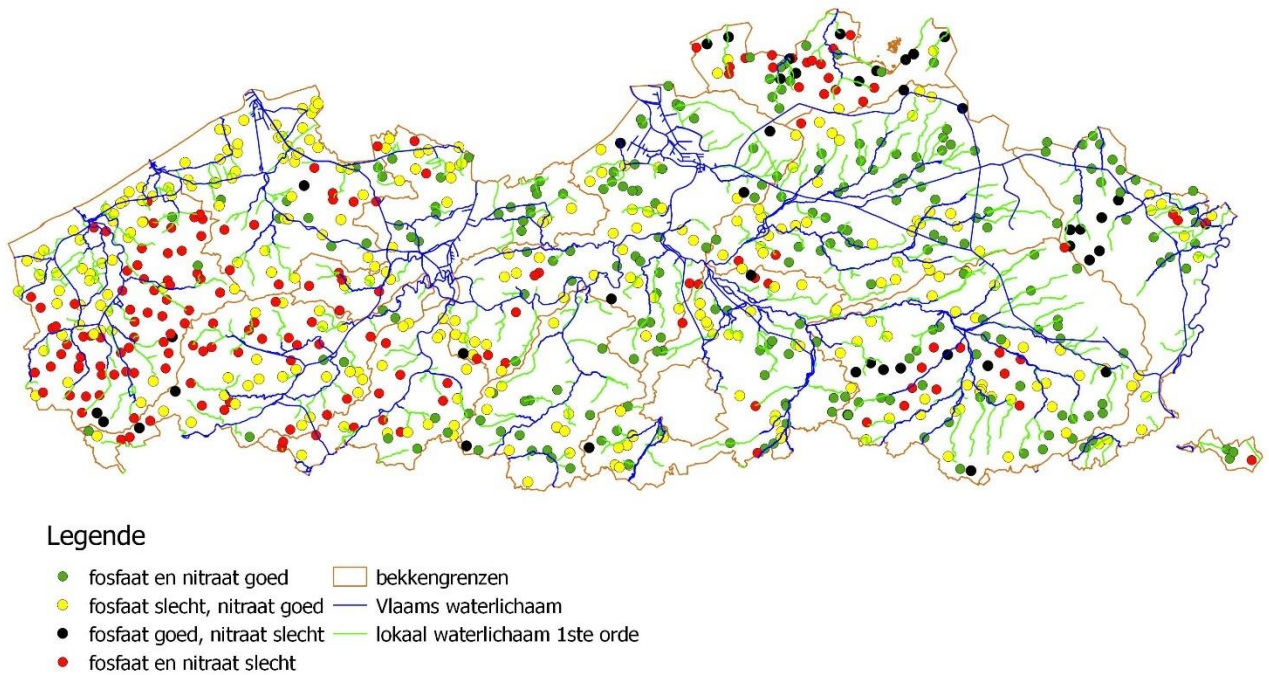 Legende
fosfaat en nitraat goed
fosfaat slecht, nitraat goed
fosfaat goed, nitraat slecht
fosfaat en nitraat slecht
bekkengrenzen
Vlaams waterlichaam
lokaal waterlichaam 1ste orde